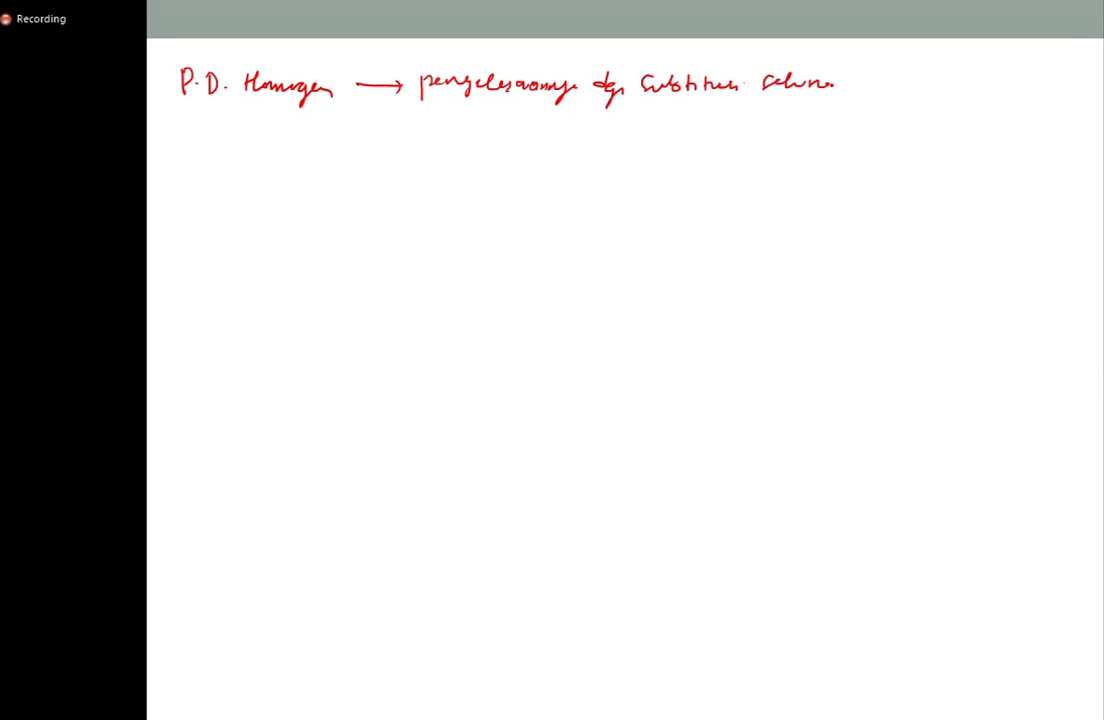 Recording
P.D. Homogen → penyelesaiannya dgn Substitusi